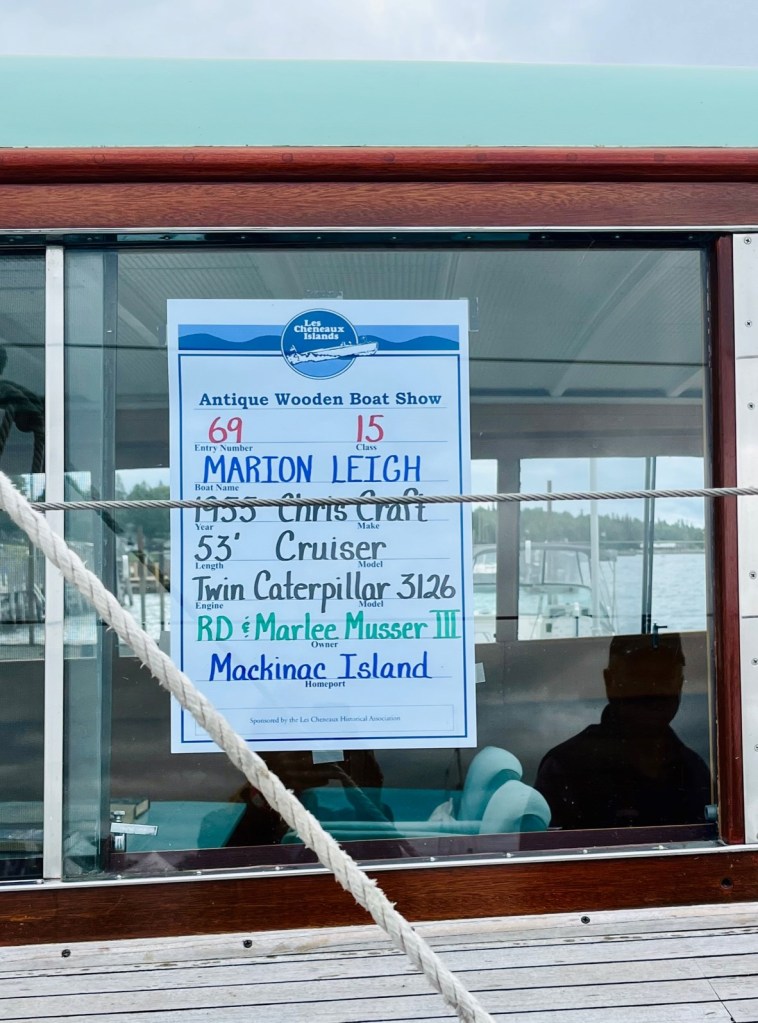 Les
Cheneaux
Islands
Antique Wooden Boat Show
69 15
Entry Number Class
MARION LEIGH
Boat Name
1955 Chris Craft
Year Make
53' Cruiser
Length Model
Twin Caterpillar 3126
Engine Model
RD & Marlee Musser III
Owner
Mackinac Island
Homeport
Sponsored by the Les Cheneaux Historical Association